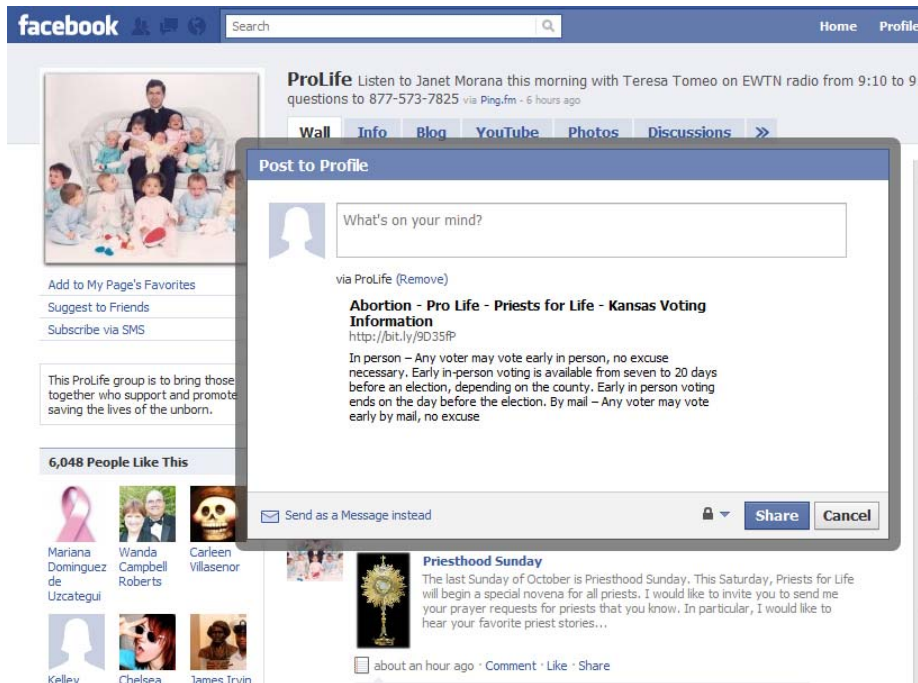 facebook
Search
Home Profile
ProLife Listen to Janet Morana this morning with Teresa Tomeo on EWTN radio from 9:10 to 9
questions to 877-573-7825 via Ping.fm - 6 hours ago
Wall Info Blog YouTube Photos Discussions »
Post to Profile
What's on your mind?
via ProLife (Remove)
Abortion - Pro Life - Priests for Life - Kansas Voting
Information
http://bit.ly/9D35fP
In person – Any voter may vote early in person, no excuse
necessary. Early in-person voting is available from seven to 20 days
before an election, depending on the county. Early in person voting
ends on the day before the election. By mail – Any voter may vote
early by mail, no excuse
Send as a Message instead
Share Cancel
Add to My Page's Favorites
Suggest to Friends
Subscribe via SMS
This ProLife group is to bring those
together who support and promote
saving the lives of the unborn.
6,048 People Like This
Mariana
Dominguez
de
Uzcategui
Wanda
Campbell
Roberts
Carleen
Villasenor
Kelley
Chelsea
James Irvin
Priesthood Sunday
The last Sunday of October is Priesthood Sunday. This Saturday, Priests for Life
will begin a special novena for all priests. I would like to invite you to send me
your prayer requests for priests that you know. In particular, I would like to
hear your favorite priest stories...
about an hour ago · Comment · Like · Share